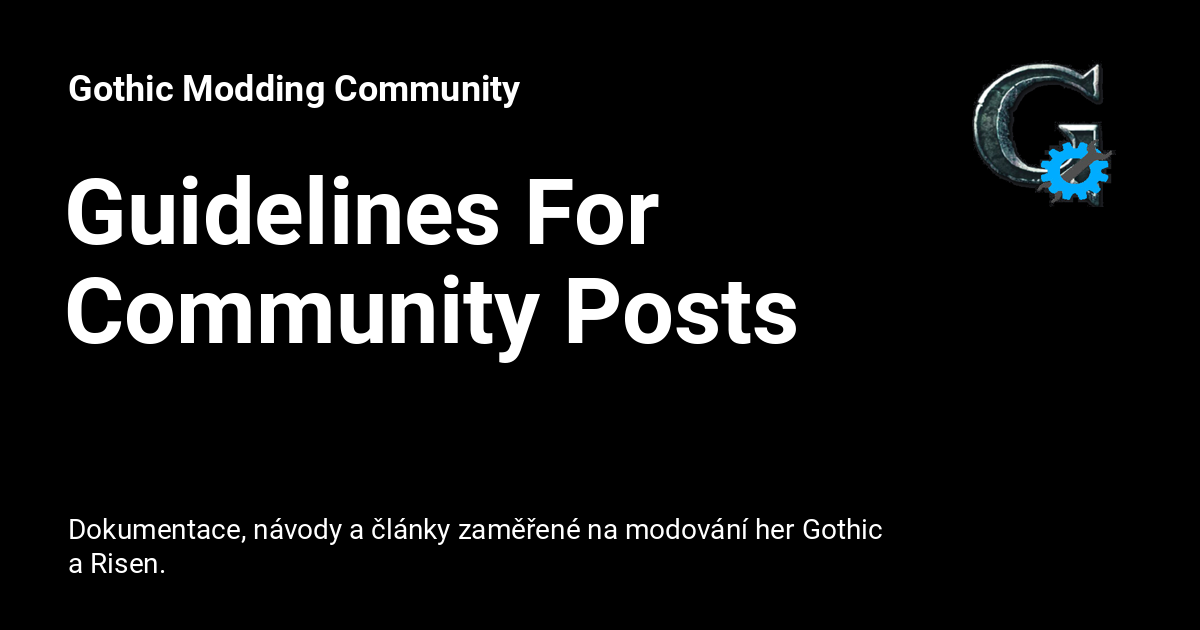 Gothic Modding Community
Guidelines For
Community Posts
Dokumentace, návody a články zaměřené na modování her Gothic
a Risen.